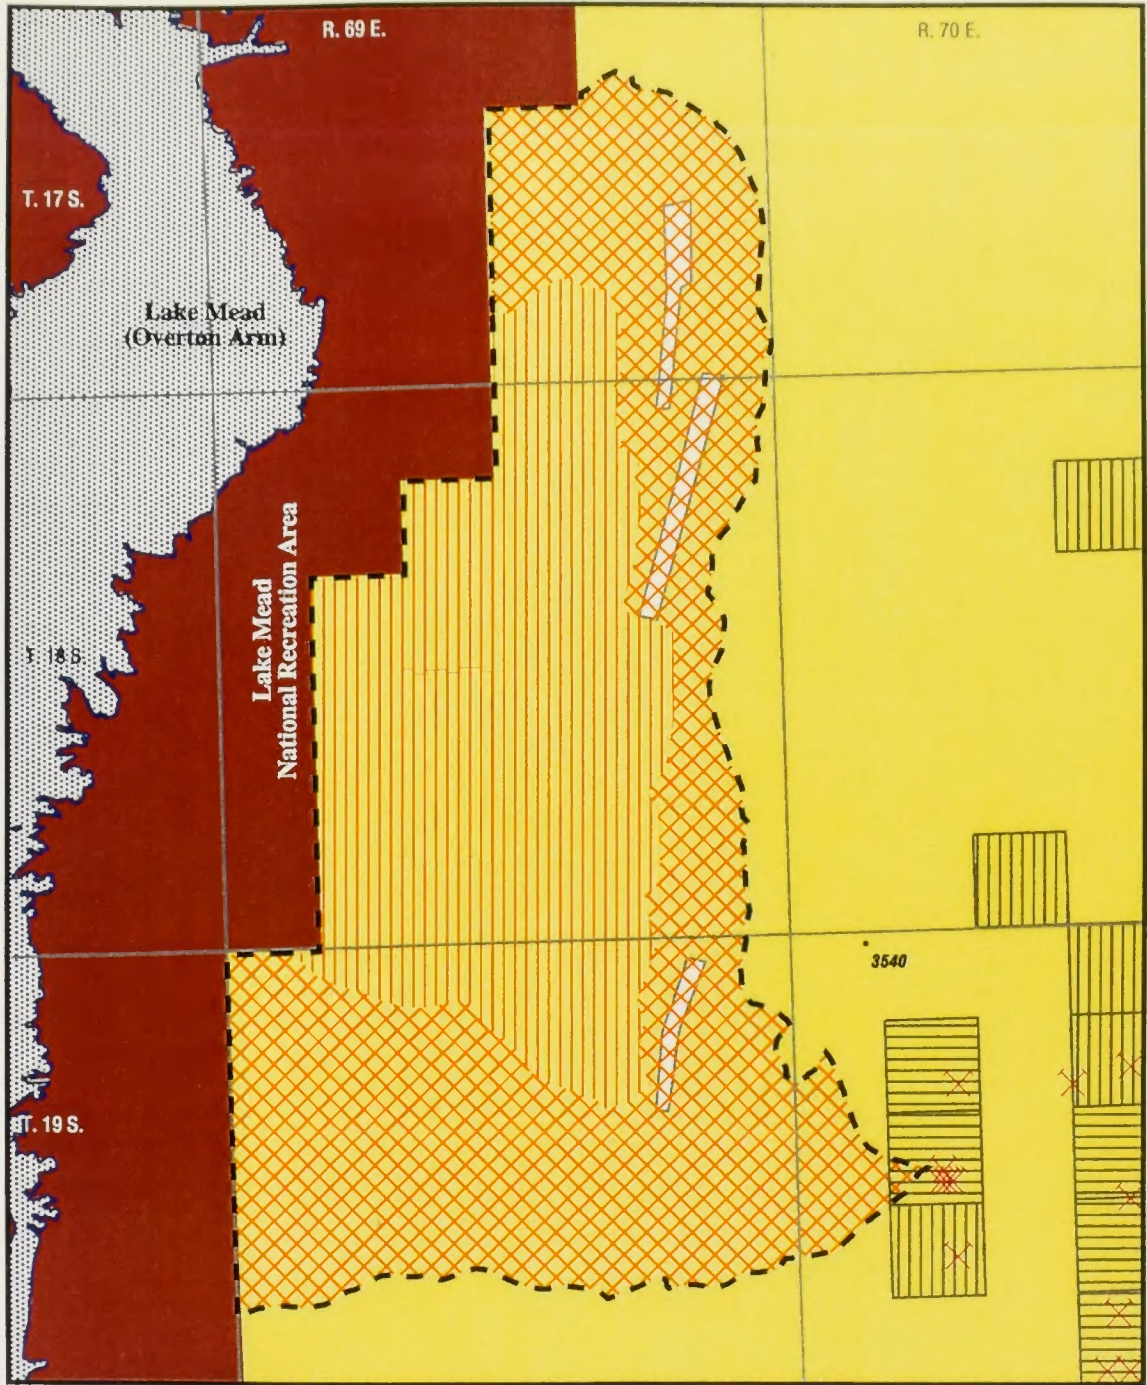 R. 69 E.
R. 70 E.
T. 17 S.
Lake Mead
(Overton Arm)
Lake Mead
National Recreation Area
T. 18 S.
3540
T. 19 S.